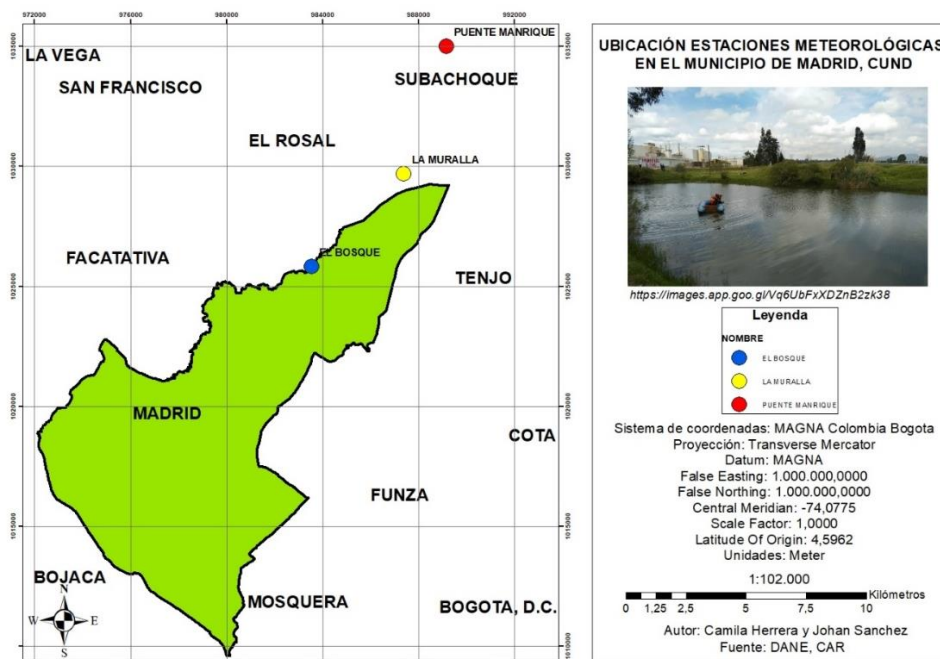 972000 976000 980000 984000 988000 992000
PUENTE MANRIQUE
1035000 1035000
LA VEGA
SUBACHOQUE
SAN FRANCISCO
EL ROSAL
LA MURALLA
1030000 1030000
EL BOSQUE
FACATATIVA
TENJO
1025000 1025000
MADRID
1020000 1020000
COTA
FUNZA
1015000 1015000
BOJACA
MOSQUERA
BOGOTA, D.C.
1010000
N
W E
S
UBICACIÓN ESTACIONES METEOROLÓGICAS
EN EL MUNICIPIO DE MADRID, CUND
https://images.app.goo.gl/Vq6UbFxXDZnB2zk38
Leyenda
NOMBRE
EL BOSQUE
LA MURALLA
PUENTE MANRIQUE
Sistema de coordenadas: MAGNA Colombia Bogota
Proyección: Transverse Mercator
Datum: MAGNA
False Easting: 1.000.000,0000
False Northing: 1.000.000,0000
Central Meridian: -74,0775
Scale Factor: 1,0000
Latitude Of Origin: 4,5962
Unidades: Meter
1:102.000
Kilómetros
0 1,25 2,5 5 7,5 10
Autor: Camila Herrera y Johan Sanchez
Fuente: DANE, CAR